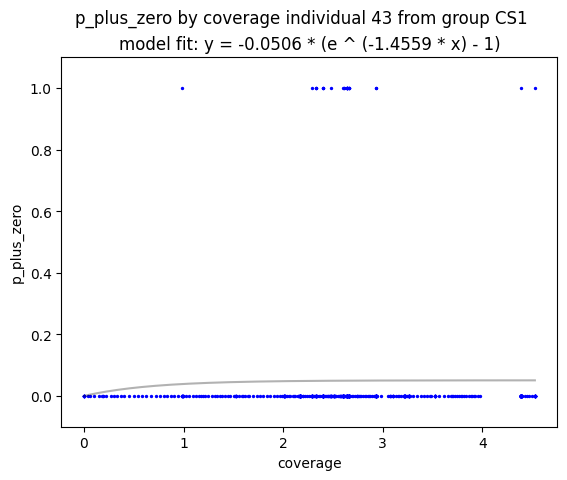 p_plus_zero by coverage individual 43 from group CS1
model fit: y = -0.0506 * (e ^ (-1.4559 * x) - 1)
1.0
0.8
0.6
0.4
0.2
0.0
p_plus_zero
0 1 2 3 4
coverage